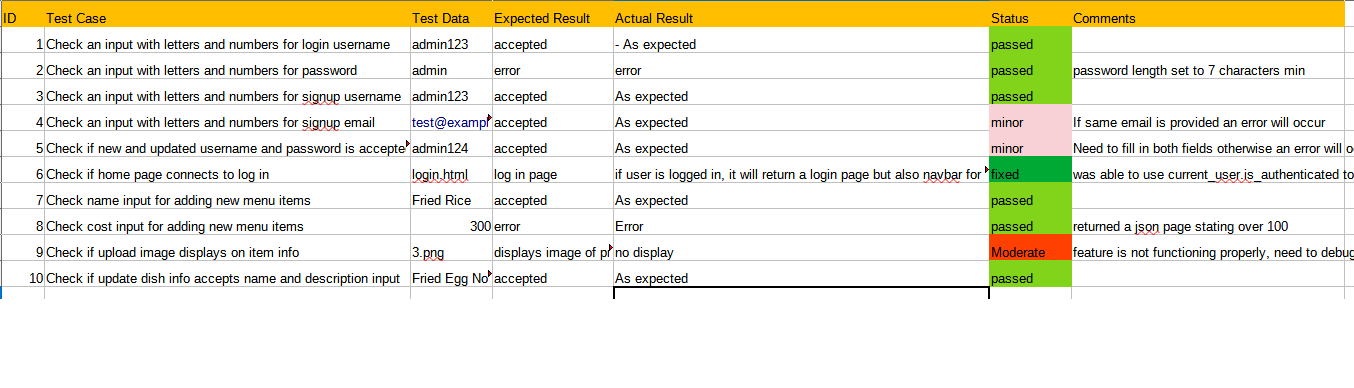 ID Test Case Test Data Expected Result Actual Result Status Comments
1 Check an input with letters and numbers for login username admin123 accepted - As expected passed
2 Check an input with letters and numbers for password admin error error passed password length set to 7 characters min
3 Check an input with letters and numbers for signup username admin123 accepted As expected passed
4 Check an input with letters and numbers for signup email test@exampl accepted As expected minor If same email is provided an error will occur
5 Check if new and updated username and password is accepte admin124 accepted As expected minor Need to fill in both fields otherwise an error will o
6 Check if home page connects to log in login.html log in page if user is logged in, it will return a login page but also navbar for fixed was able to use current_user.is_authenticated to
7 Check name input for adding new menu items Fried Rice accepted As expected passed
8 Check cost input for adding new menu items 300 error Error passed returned a json page stating over 100
9 Check if upload image displays on item info 3.png displays image of pl no display Moderate feature is not functioning properly, need to debug
10 Check if update dish info accepts name and description input Fried Egg No accepted As expected passed